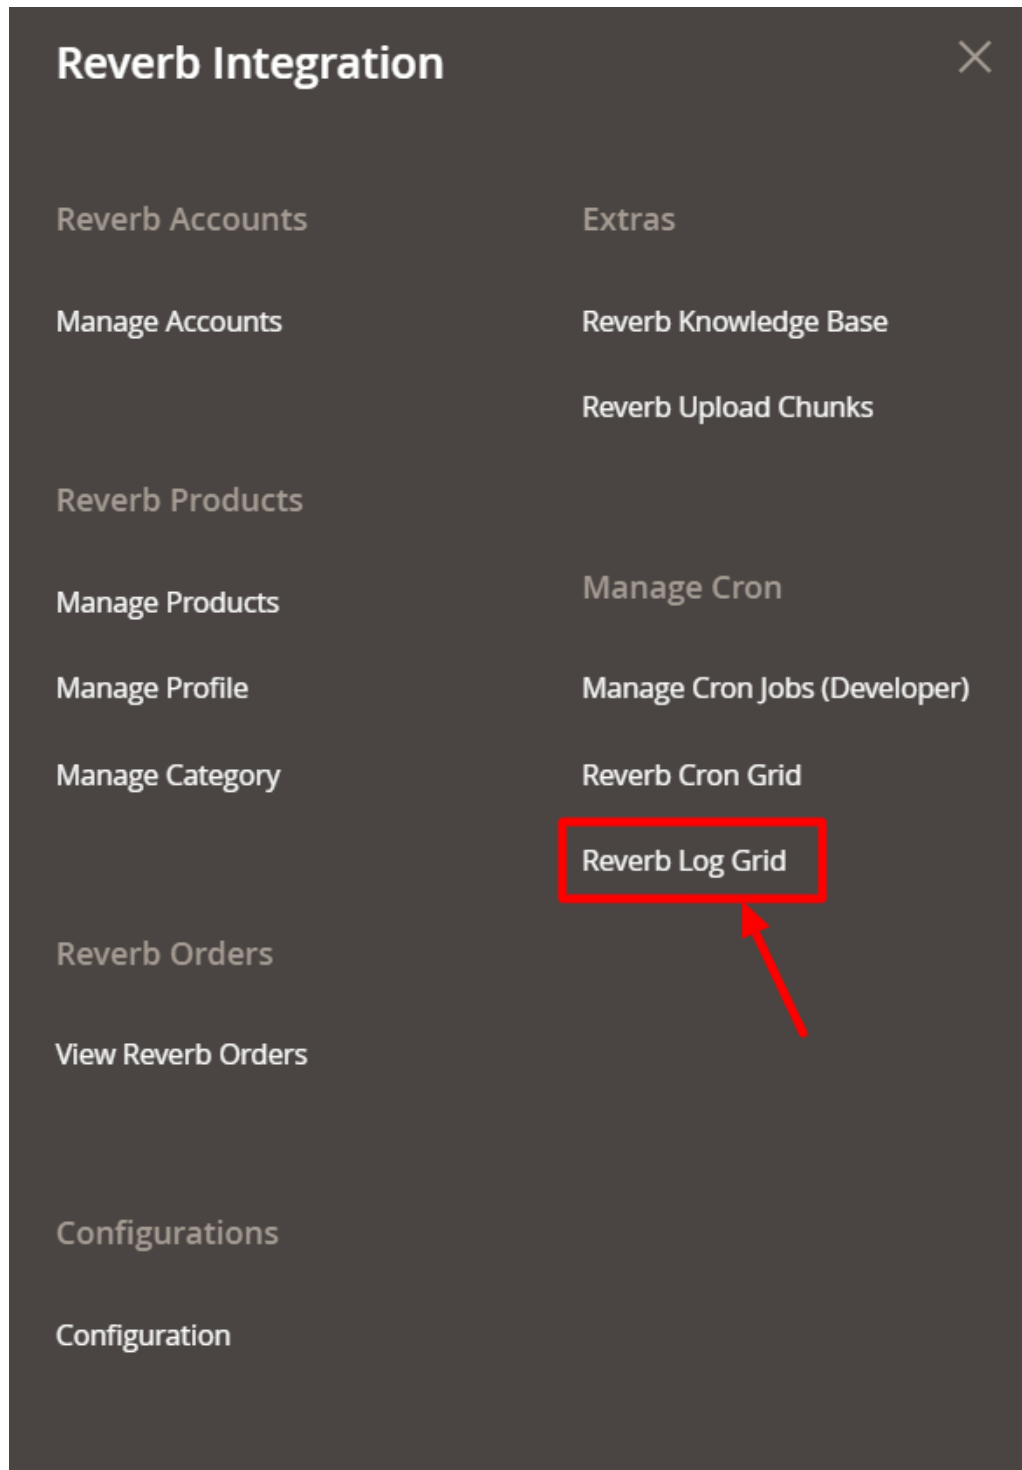 Reverb Integration
Reverb Accounts
Manage Accounts
Reverb Products
Manage Products
Manage Profile
Manage Category
Reverb Orders
View Reverb Orders
Configurations
Configuration
Extras
Reverb Knowledge Base
Reverb Upload Chunks
Manage Cron
Manage Cron Jobs (Developer)
Reverb Cron Grid
Reverb Log Grid